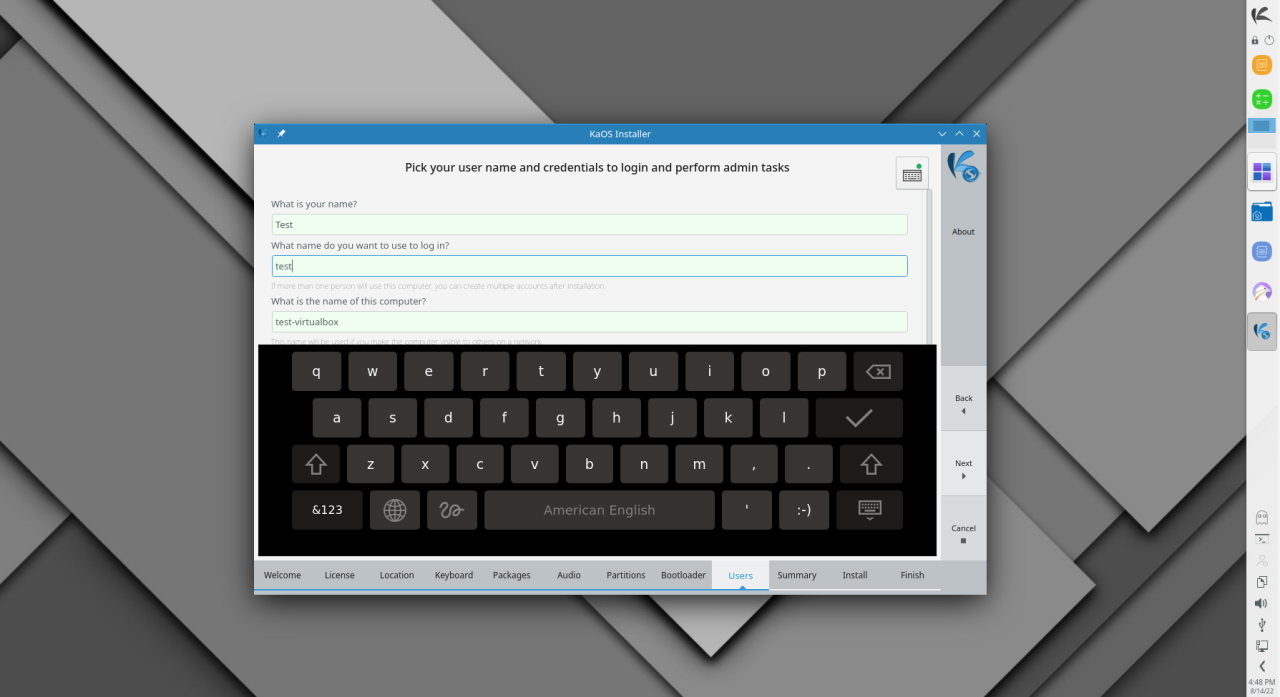 KaOS Installer
Pick your user name and credentials to login and perform admin tasks
What is your name?
Test
What name do you want to use to log in?
test
If more than one person will use this computer, you can create multiple accounts after installation.
What is the name of this computer?
test-virtualbox
This name will be used if you make the computer visible to others on a network.
q w e r t y u i o p
a s d f g h j k l
z x c v b n m , .
&123 American English ' :-)
About
Back
Next
Cancel
Welcome License Location Keyboard Packages Audio Partitions Bootloader Users Summary Install Finish
4:48 PM
8/14/22